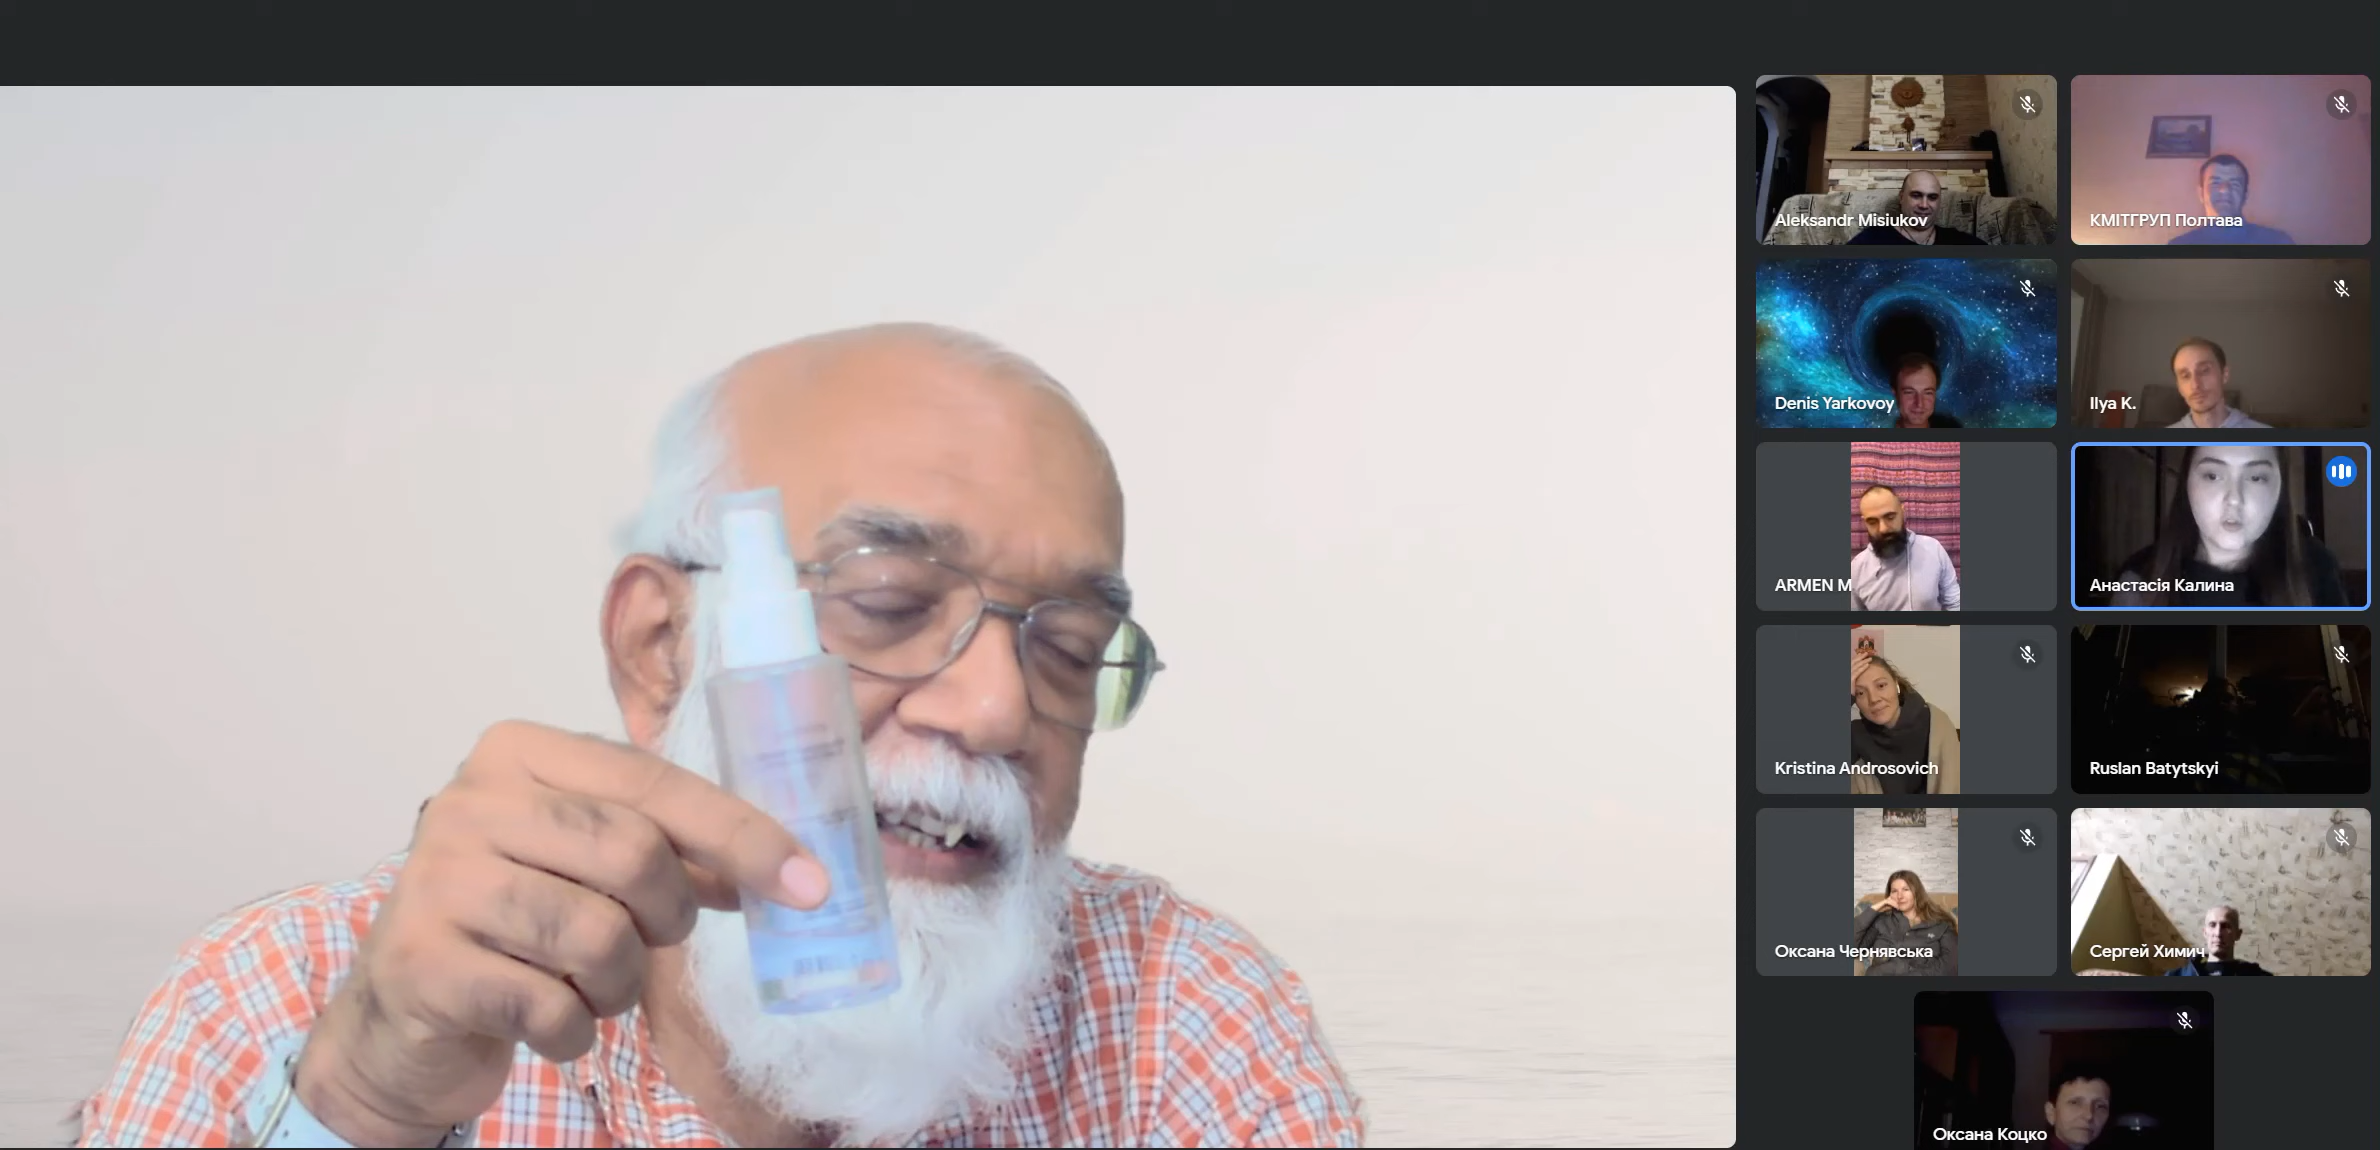 Aleksandr Misiukov
КМІТГРУП Полтава
Denis Yarkovoy
Ilya K.
ARMEN M
Анастасія Калина
Kristina Androsovich
Ruslan Batytskyi
Оксана Чернявська
Сергей Химич
Оксана Коцко